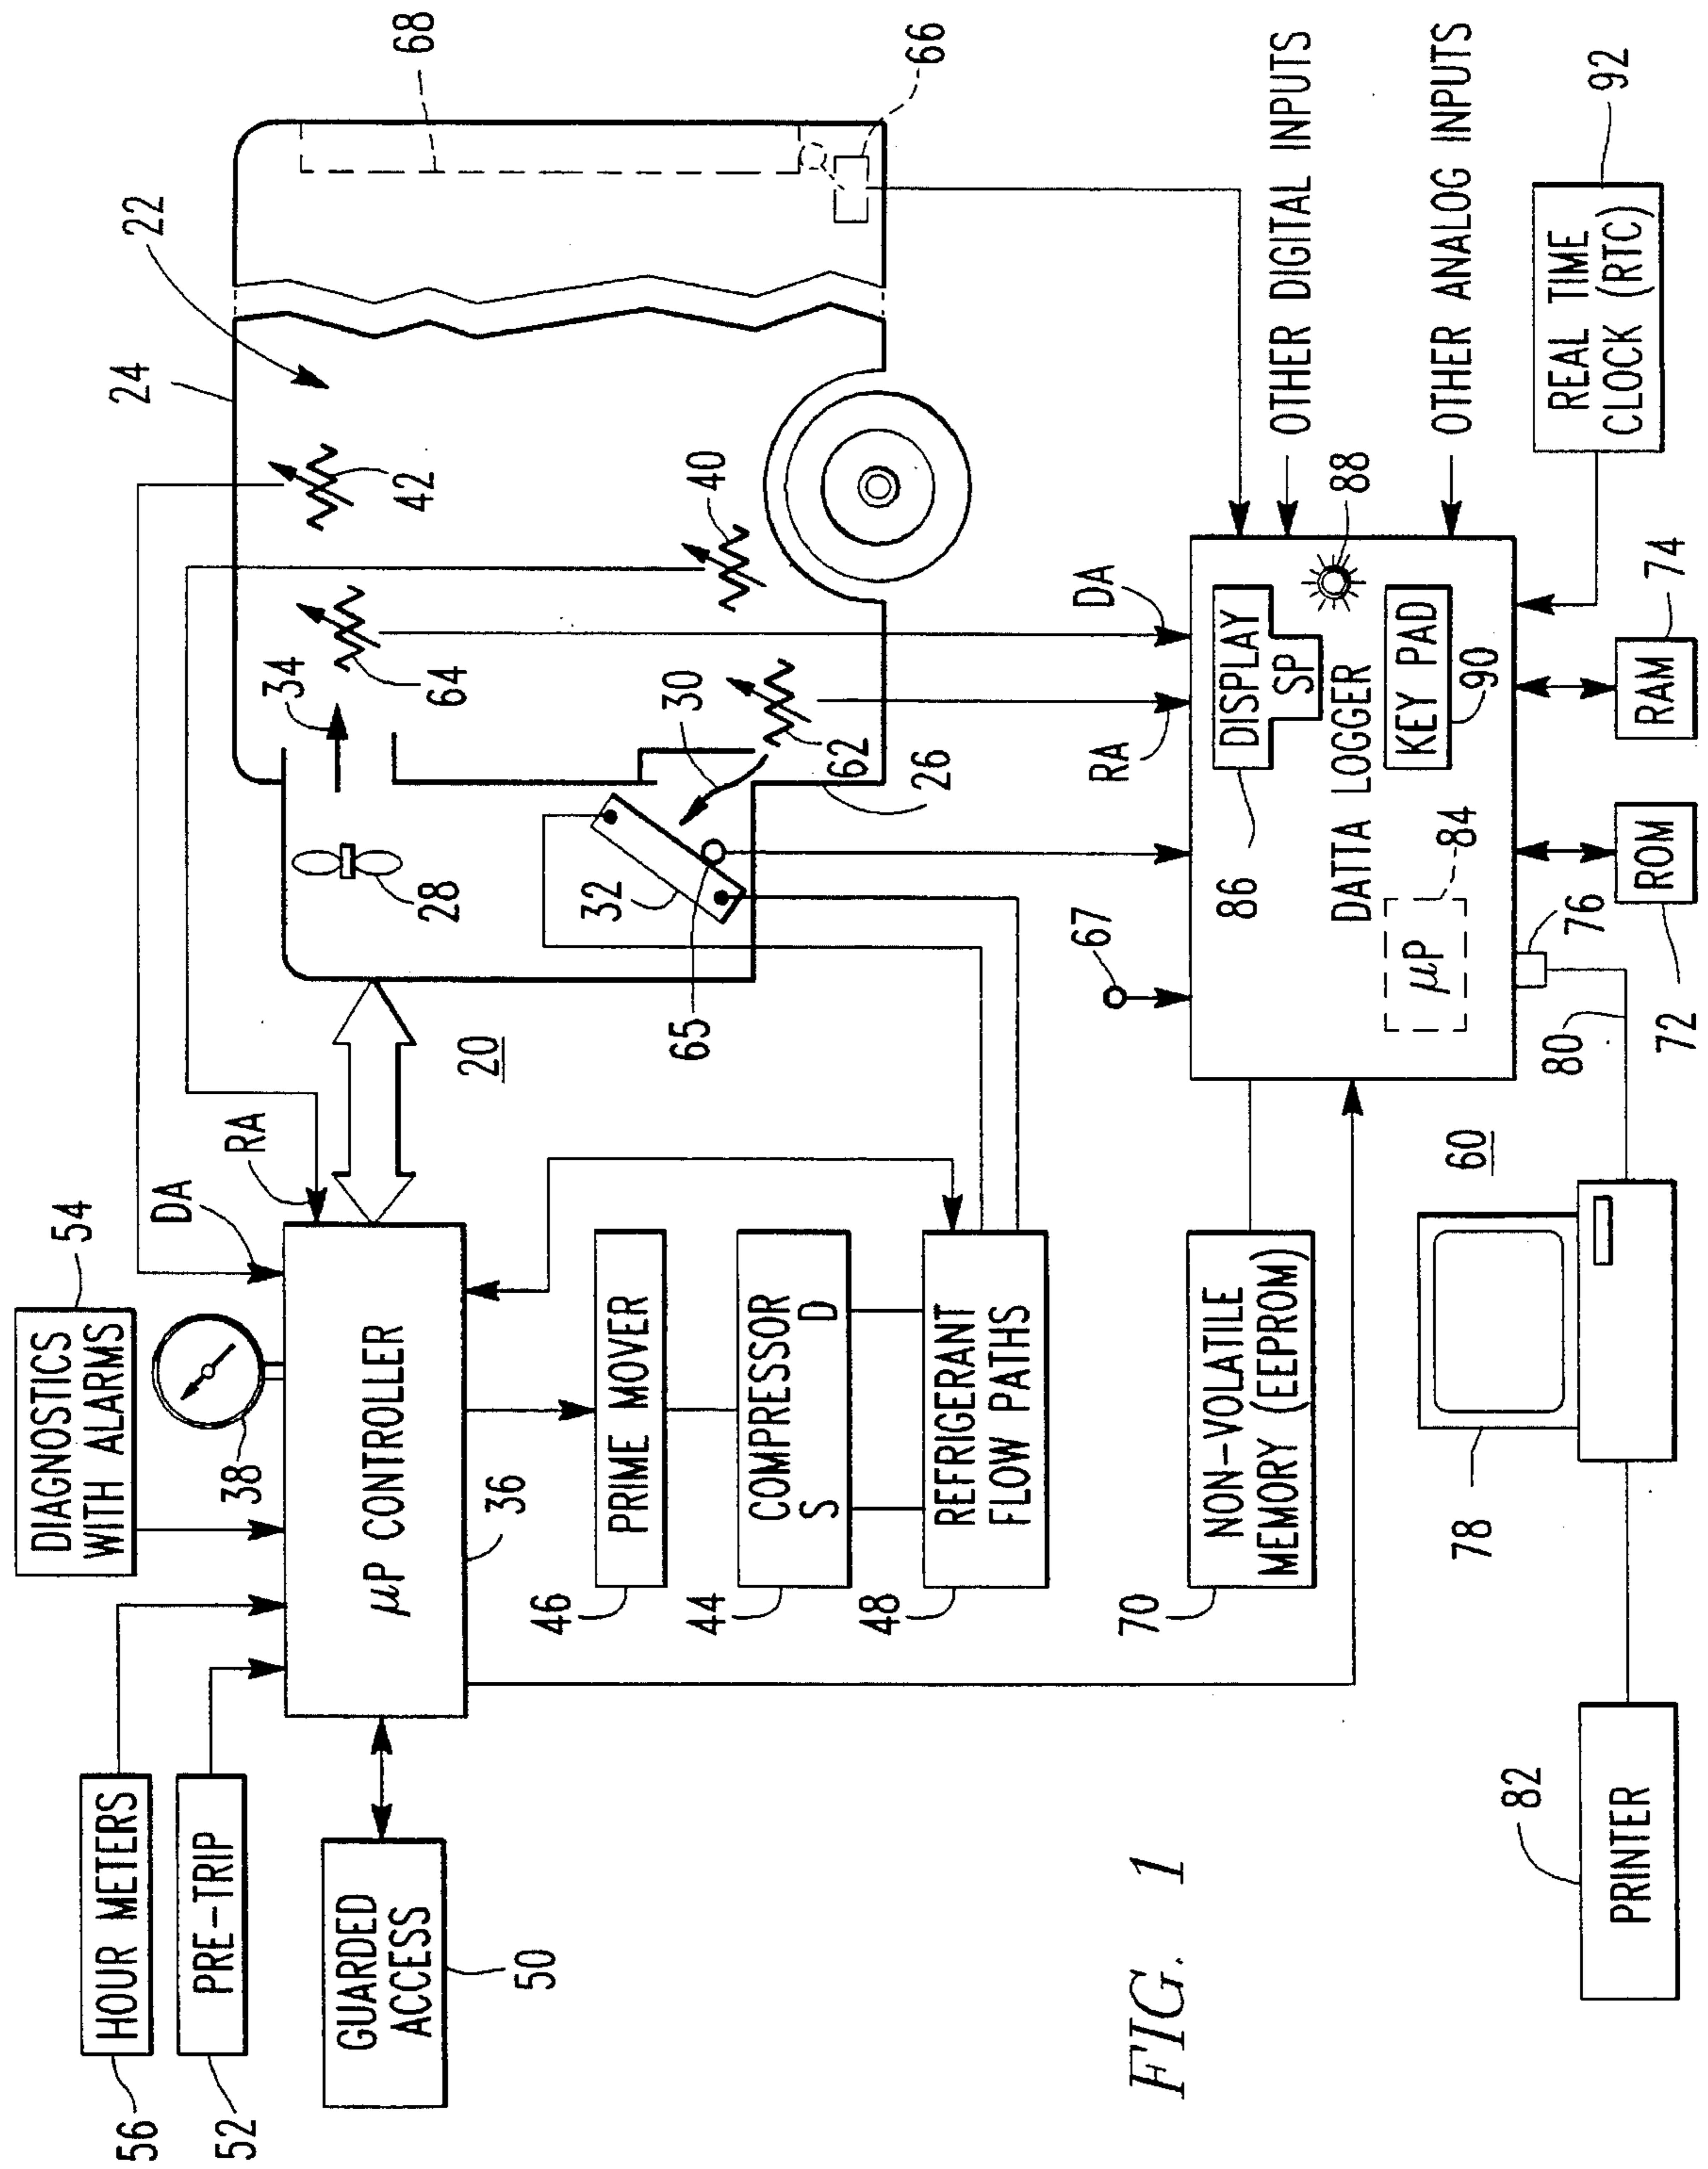 56
HOUR METERS
52
PRE-TRIP
GUARDED
ACCESS
50
54
DIAGNOSTICS
WITH ALARMS
38
DA
RA
µP CONTROLLER
36
46
PRIME MOVER
44
COMPRESSOR
S D
48
REFRIGERANT
FLOW PATHS
20
24
22
68
66
42
40
34
64
28
30
62
32
65
26
67
RA
DA
OTHER DIGITAL INPUTS
OTHER ANALOG INPUTS
86
DISPLAY
SP
88
DATA LOGGER
KEY PAD
90
µP
84
REAL TIME
CLOCK (RTC)
92
70
NON-VOLATILE
MEMORY (EEPROM)
60
78
80
76
72
ROM
RAM
74
82
PRINTER
FIG. 1